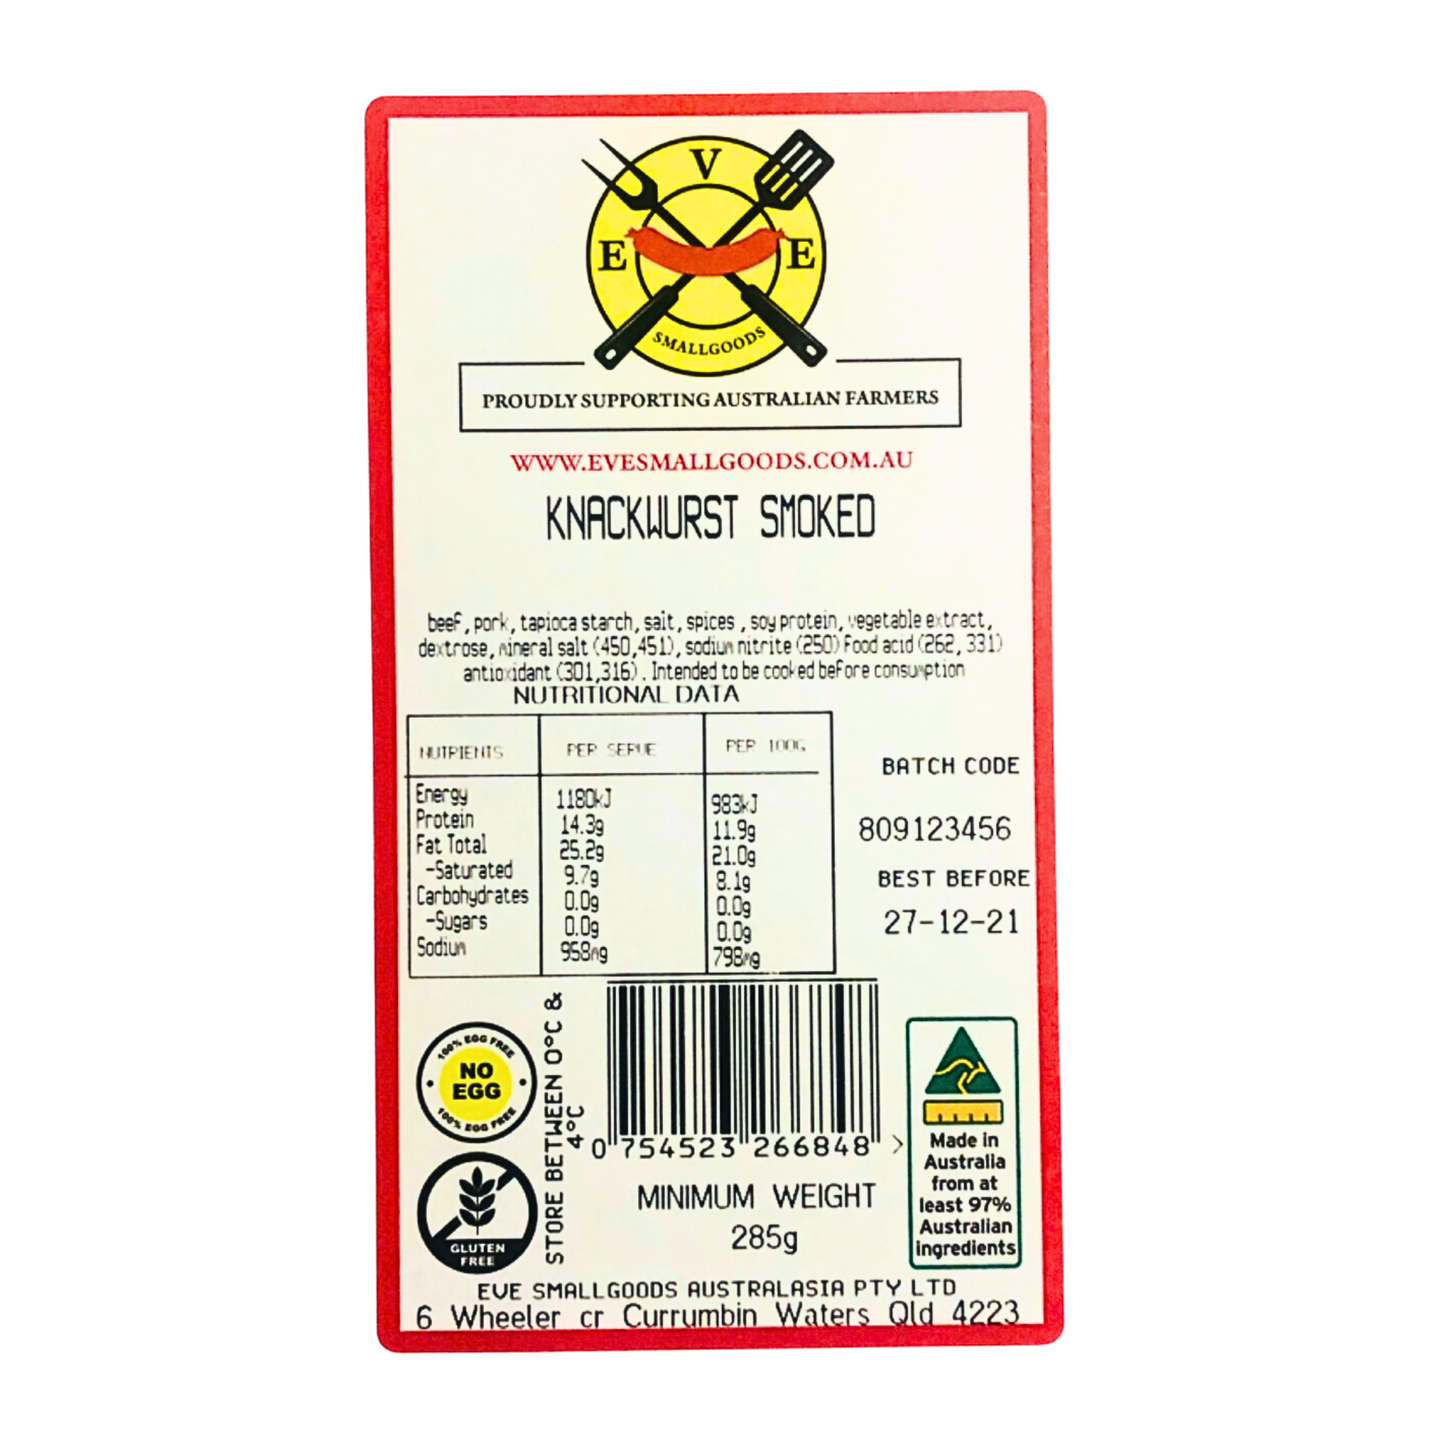 V
E E
SMALLGOODS
PROUDLY SUPPORTING AUSTRALIAN FARMERS
WWW.EVESMALLGOODS.COM.AU
KNACKWURST SMOKED
beef, pork, tapioca starch, salt, spices , soy protein, vegetable extract,
dextrose, mineral salt (450,451), sodium nitrite (250) Food acid (262, 331)
antioxidant (301,316) . Intended to be cooked before consumption
NUTRITIONAL DATA
NUTRIENTS PER SERVE PER 100G
Energy 1180kJ 983kJ
Protein 14.3g 11.9g
Fat Total 25.2g 21.0g
-Saturated 9.7g 8.1g
Carbohydrates 0.0g 0.0g
-Sugars 0.0g 0.0g
Sodium 958mg 798mg
BATCH CODE
809123456
BEST BEFORE
27-12-21
100% EGG FREE
NO
EGG
100% EGG FREE
GLUTEN
FREE
STORE BETWEEN 0°C &
4°C
0 754523 266848 >
MINIMUM WEIGHT
285g
Made in
Australia
from at
least 97%
Australian
ingredients
EVE SMALLGOODS AUSTRALASIA PTY LTD
6 Wheeler cr Currumbin Waters Qld 4223